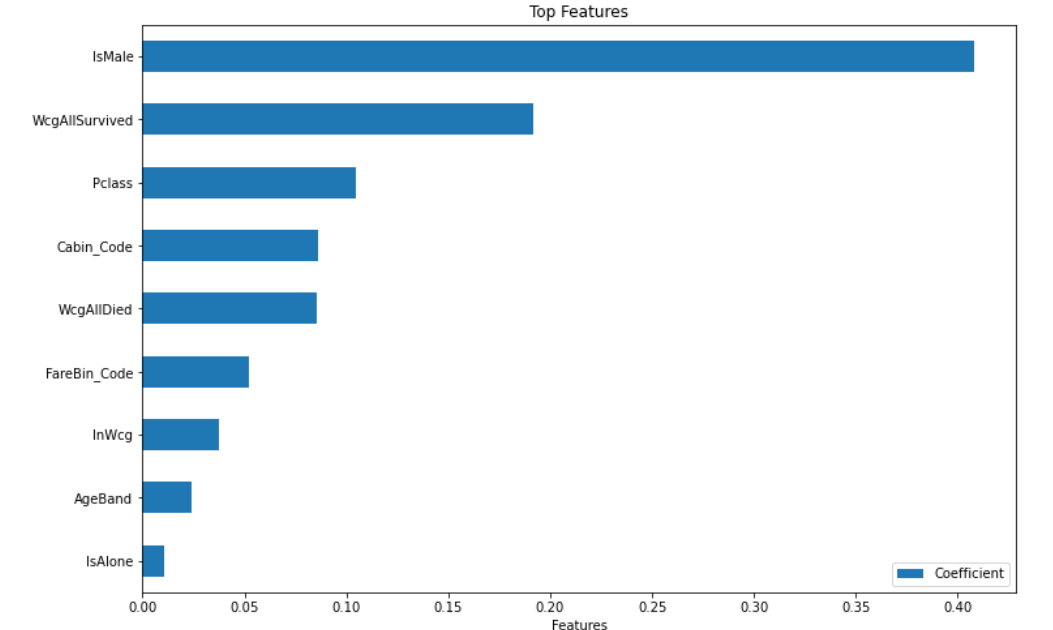 Top Features
IsMale
WcgAllSurvived
Pclass
Cabin_Code
WcgAllDied
FareBin_Code
InWcg
AgeBand
IsAlone
Coefficient
0.00 0.05 0.10 0.15 0.20 0.25 0.30 0.35 0.40
Features